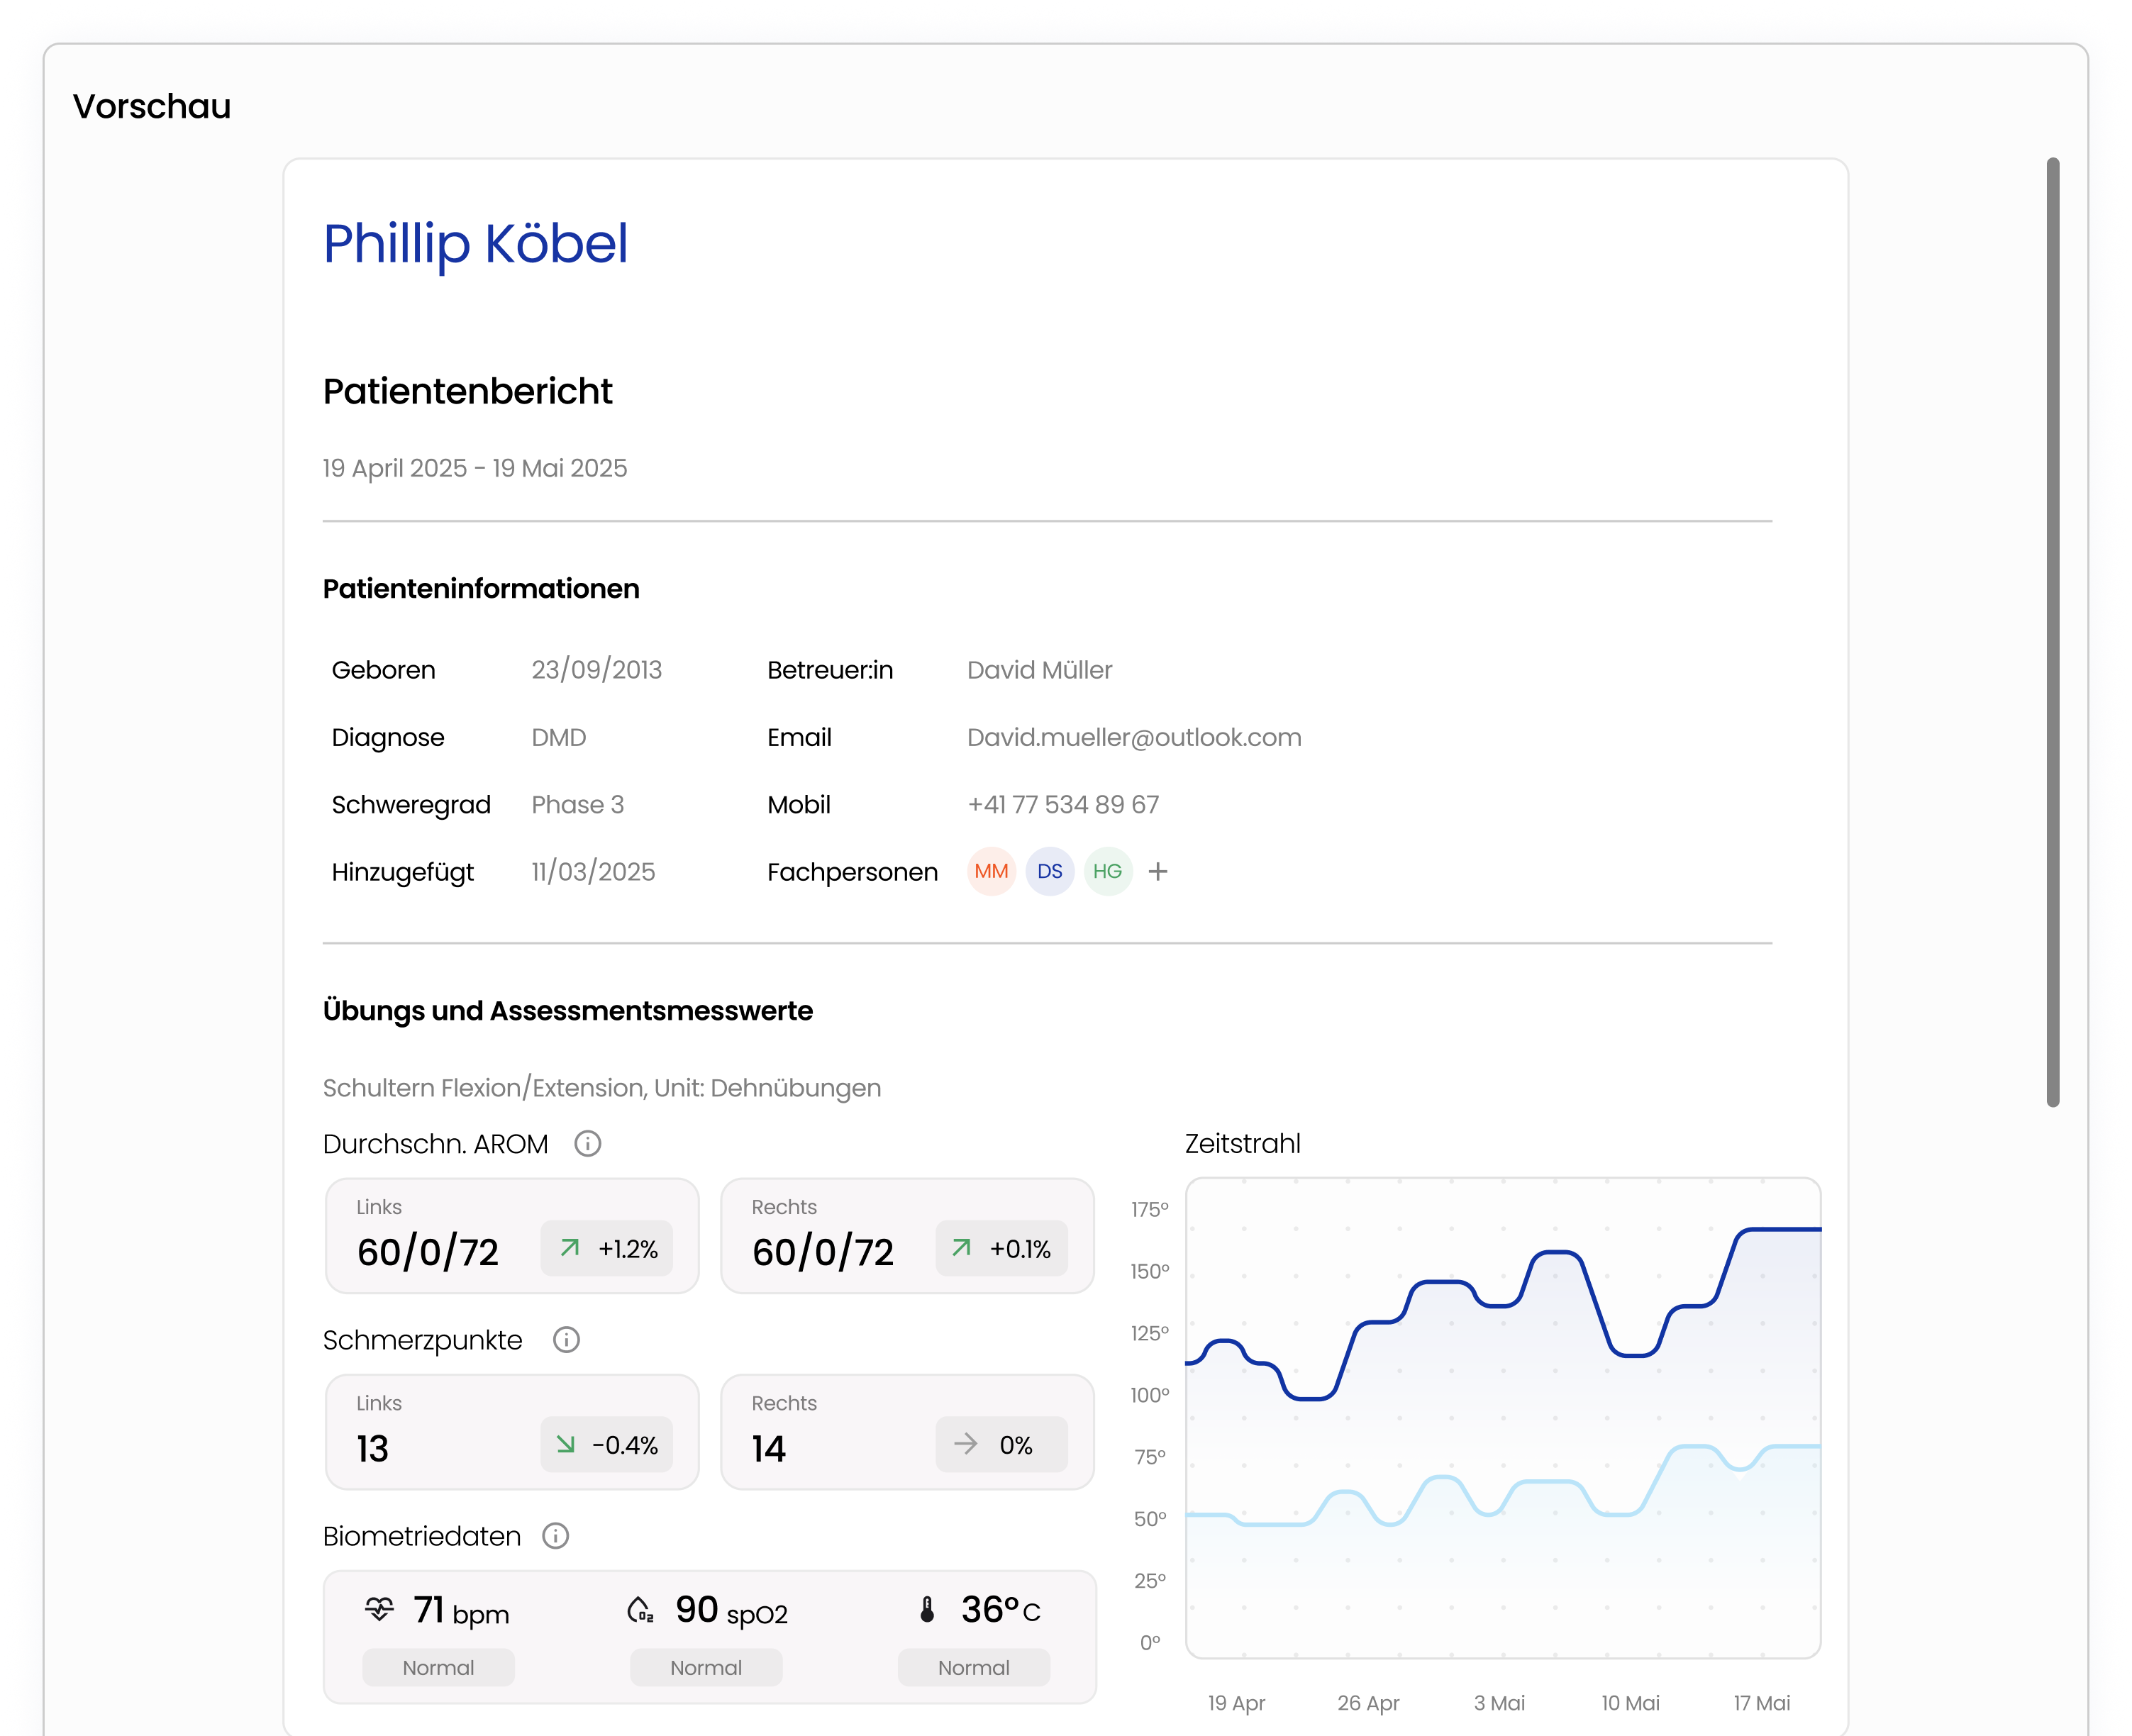 Vorschau
Phillip Köbel
Patientenbericht
19 April 2025 - 19 Mai 2025
Patienteninformationen
Geboren 23/09/2013 Betreuer:in David Müller
Diagnose DMD Email David.mueller@outlook.com
Schweregrad Phase 3 Mobil +41 77 534 89 67
Hinzugefügt 11/03/2025 Fachpersonen MM DS HG +
Übungs und Assessmentsmesswerte
Schultern Flexion/Extension, Unit: Dehnübungen
Durchschn. AROM
Links
60/0/72 +1.2%
Rechts
60/0/72 +0.1%
Schmerzpunkte
Links
13 -0.4%
Rechts
14 0%
Biometriedaten
71 bpm 90 spO2 36° C
Normal Normal Normal
Zeitstrahl
175°
150°
125°
100°
75°
50°
25°
0°
19 Apr 26 Apr 3 Mai 10 Mai 17 Mai